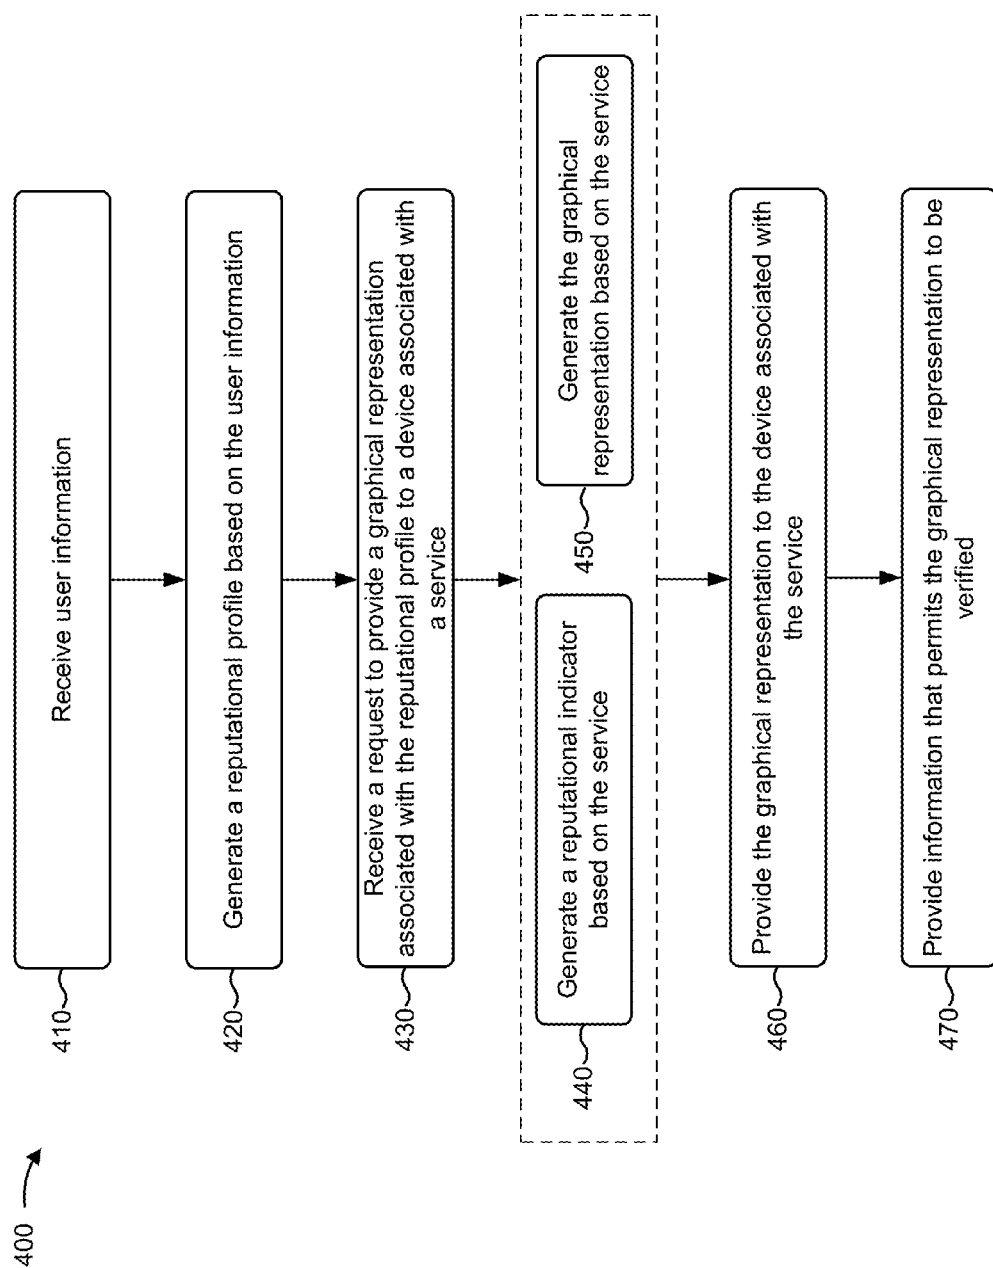 400
410
Receive user information
420
Generate a reputational profile based on the user information
430
Receive a request to provide a graphical representation
associated with the reputational profile to a device associated with
a service
440
Generate a reputational indicator
based on the service
450
Generate the graphical
representation based on the service
460
Provide the graphical representation to the device associated with
the service
470
Provide information that permits the graphical representation to be
verified